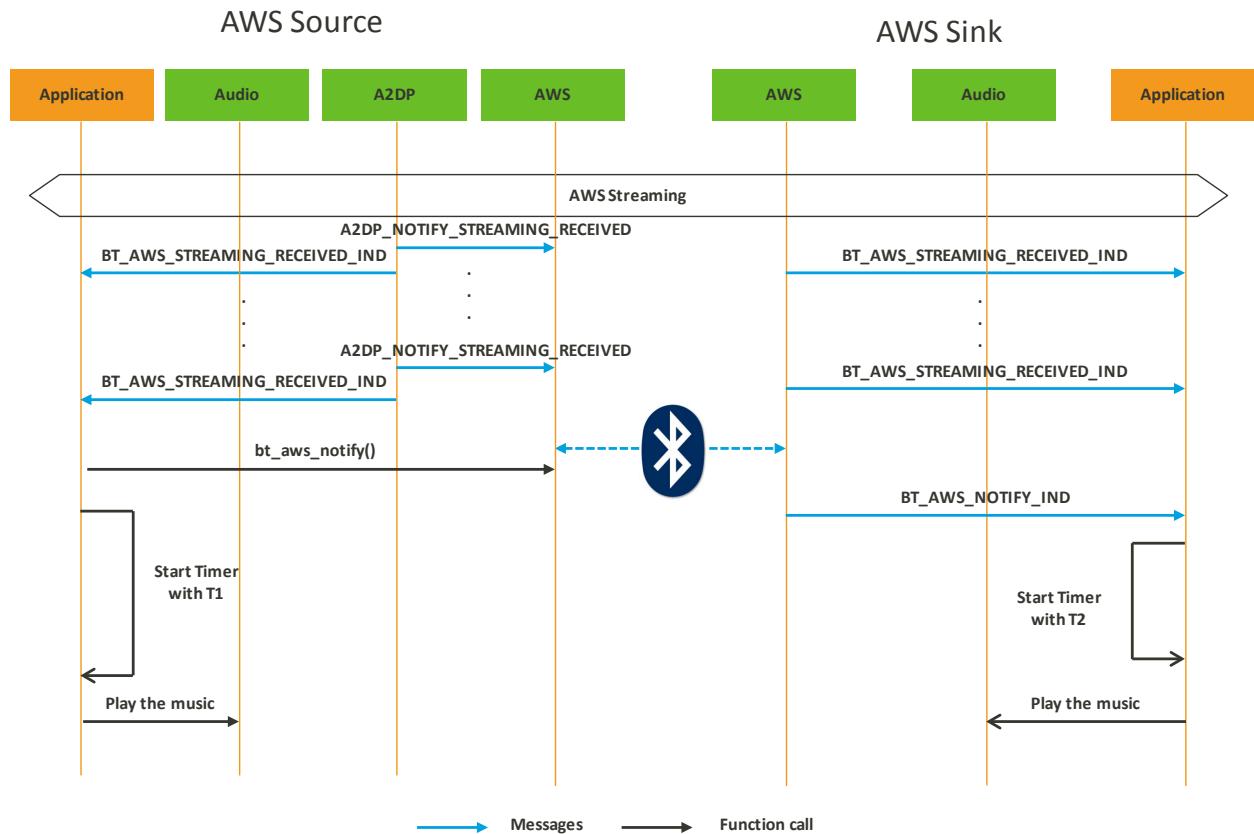 AWS Source
AWS Sink
Application
Audio
A2DP
AWS
AWS
Audio
Application
AWS Streaming
A2DP_NOTIFY_STREAMING_RECEIVED
BT_AWS_STREAMING_RECEIVED_IND
BT_AWS_STREAMING_RECEIVED_IND
A2DP_NOTIFY_STREAMING_RECEIVED
BT_AWS_STREAMING_RECEIVED_IND
BT_AWS_STREAMING_RECEIVED_IND
bt_aws_notify()
BT_AWS_NOTIFY_IND
Start Timer
with T1
Start Timer
with T2
Play the music
Play the music
Messages
Function call